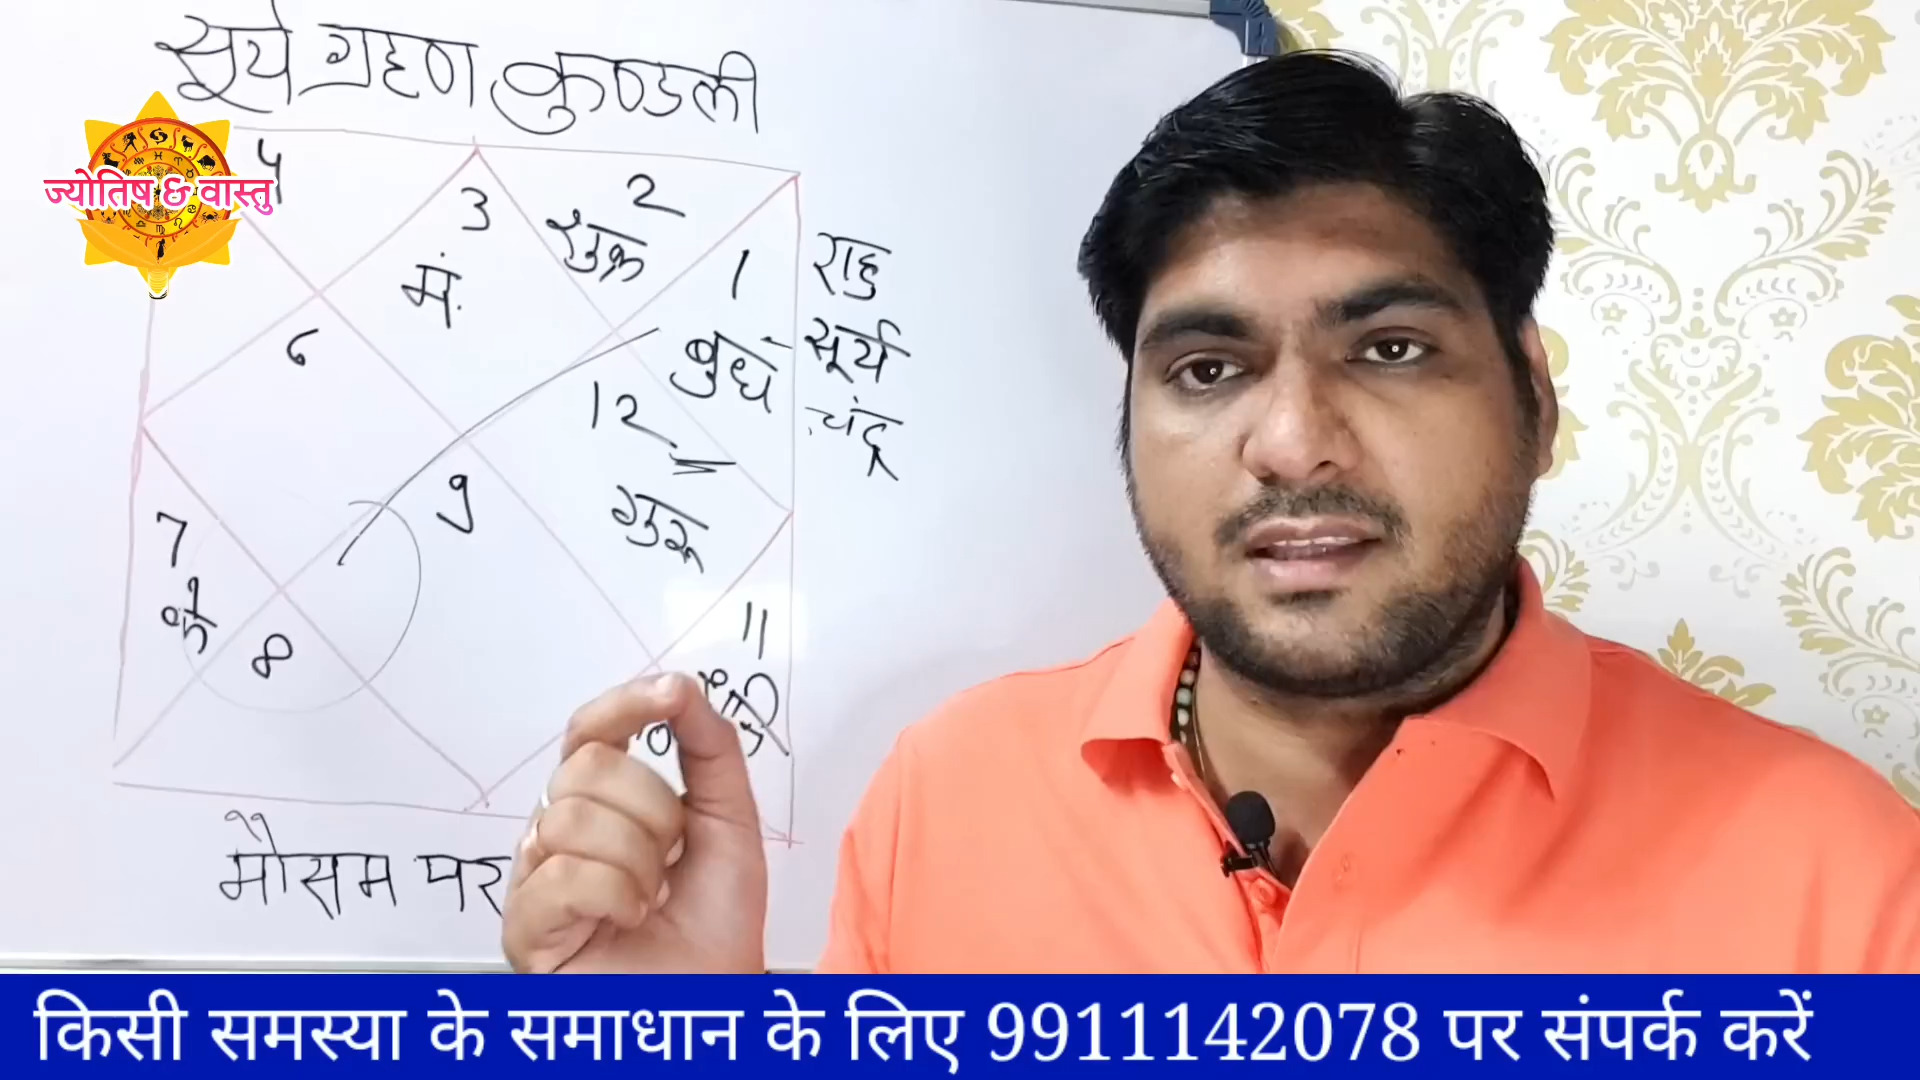 सूर्य ग्रहण कुण्डली
ज्योतिष & वास्तु
4
3
2
शुक्र
1
राहु
मं.
बुध
सूर्य
चंद्र
6
12
गुरु
9
7
के
8
11
शनि
मौसम पर
किसी समस्या के समाधान के लिए 9911142078 पर संपर्क करें